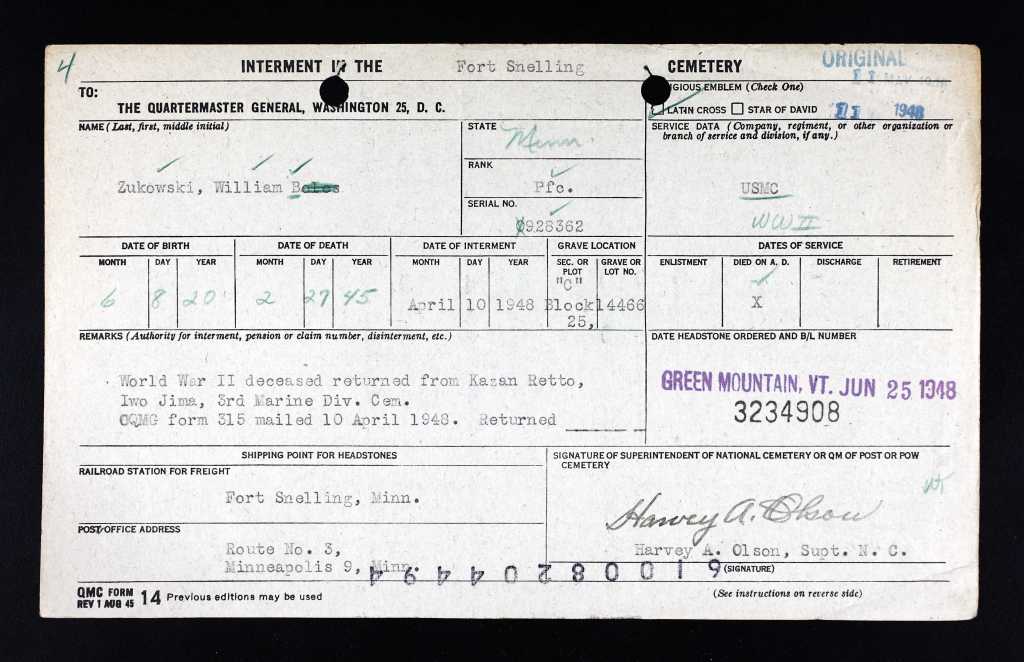 4
INTERMENT IN THE Fort Snelling CEMETERY
ORIGINAL
11 MAY 1948
TO:
THE QUARTERMASTER GENERAL, WASHINGTON 25, D. C.
EMBLEM (Check One)
LATIN CROSS STAR OF DAVID
11 1948
NAME (Last, first, middle initial)
Zukowski, William B
STATE
Minn.
RANK
Pfc.
SERIAL NO.
928362
SERVICE DATA (Company, regiment, or other organization or branch of service and division, if any.)
USMC
WW II
DATE OF BIRTH DATE OF DEATH DATE OF INTERMENT GRAVE LOCATION DATES OF SERVICE
MONTH DAY YEAR MONTH DAY YEAR MONTH DAY YEAR SEC. OR PLOT GRAVE OR LOT NO. ENLISTMENT DIED ON A. D. DISCHARGE RETIREMENT
6 8 20 2 27 45 April 10 1948 "C" Block 25, 14466 X
REMARKS (Authority for interment, pension or claim number, disinterment, etc.)
World War II deceased returned from Kazan Retto,
Iwo Jima, 3rd Marine Div. Cem.
OQMG form 315 mailed 10 April 1948. Returned
DATE HEADSTONE ORDERED AND B/L NUMBER
GREEN MOUNTAIN, VT. JUN 25 1948
3234908
SHIPPING POINT FOR HEADSTONES
RAILROAD STATION FOR FREIGHT
Fort Snelling, Minn.
POST-OFFICE ADDRESS
Route No. 3,
Minneapolis 9, Minn.
SIGNATURE OF SUPERINTENDENT OF NATIONAL CEMETERY OR QM OF POST OR POW CEMETERY
Harvey A. Olson
Harvey A. Olson, Supt. N. C.
(SIGNATURE)
QMC FORM
REV 1 AUG 45 14 Previous editions may be used
(See instructions on reverse side)